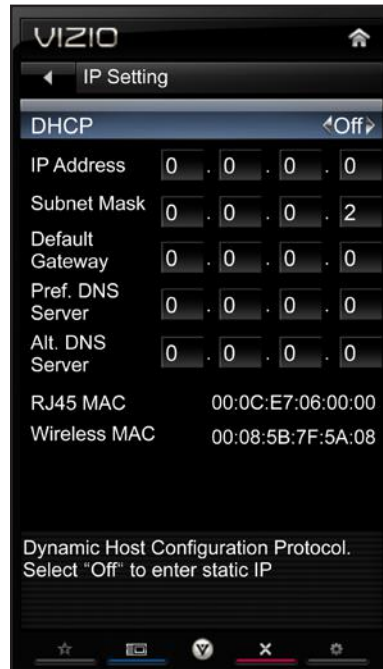 VIZIO
IP Setting
DHCP Off
IP Address 0 . 0 . 0 . 0
Subnet Mask 0 . 0 . 0 . 2
Default
Gateway 0 . 0 . 0 . 0
Pref. DNS
Server 0 . 0 . 0 . 0
Alt. DNS
Server 0 . 0 . 0 . 0
RJ45 MAC 00:0C:E7:06:00:00
Wireless MAC 00:08:5B:7F:5A:08
Dynamic Host Configuration Protocol.
Select “Off“ to enter static IP
V